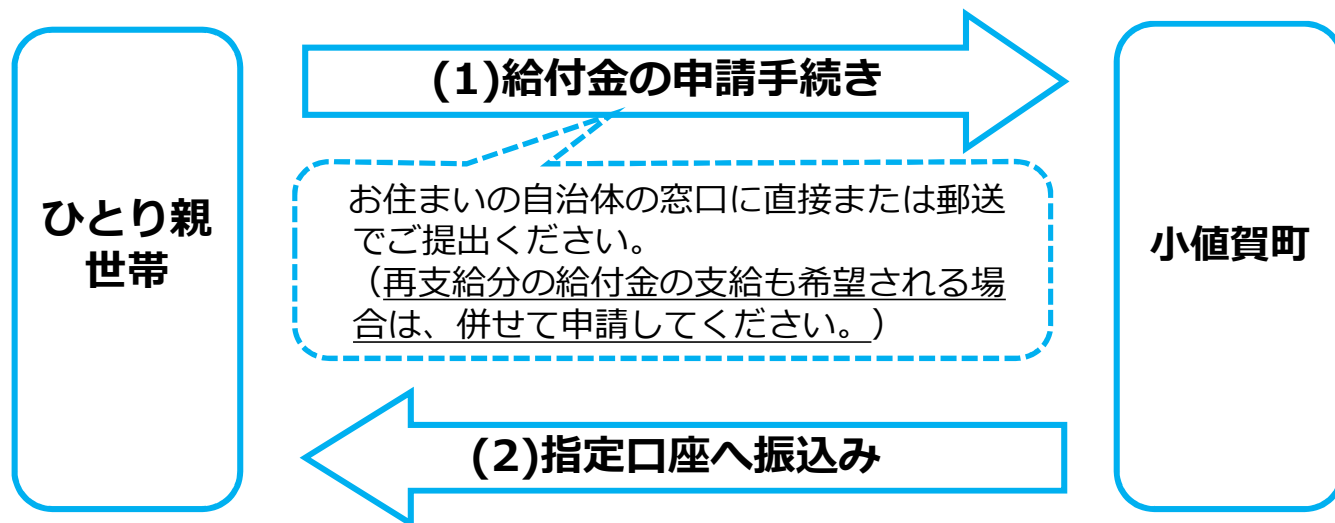 (1)給付金の申請手続き
ひとり親
世帯
お住まいの自治体の窓口に直接または郵送
でご提出ください。
（再支給分の給付金の支給も希望される場
合は、併せて申請してください。）
小値賀町
(2)指定口座へ振込み